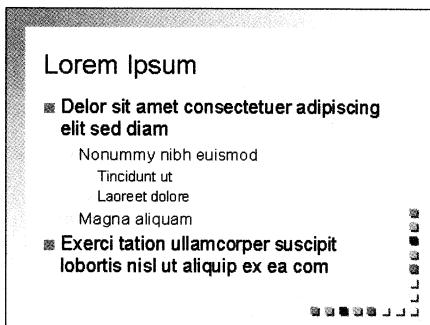 Lorem Ipsum
Delor sit amet consectetuer adipiscing
elit sed diam
Nonummy nibh euismod
Tincidunt ut
Laoreet dolore
Magna aliquam
Exerci tation ullamcorper suscipit
lobortis nisl ut aliquip ex ea com